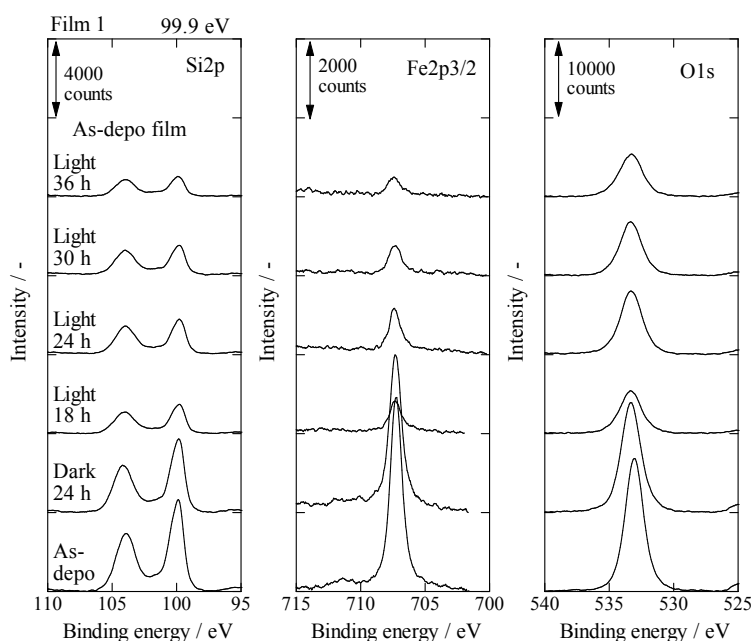 Film 1 99.9 eV
4000
counts
Si2p
As-depo film
Light
36 h
Light
30 h
Light
24 h
Light
18 h
Dark
24 h
As-
depo
110 105 100 95
Binding energy / eV
Intensity / -
2000
counts
Fe2p3/2
715 710 705 700
Binding energy / eV
Intensity / -
10000
counts
O1s
540 535 530 525
Binding energy / eV
Intensity / -